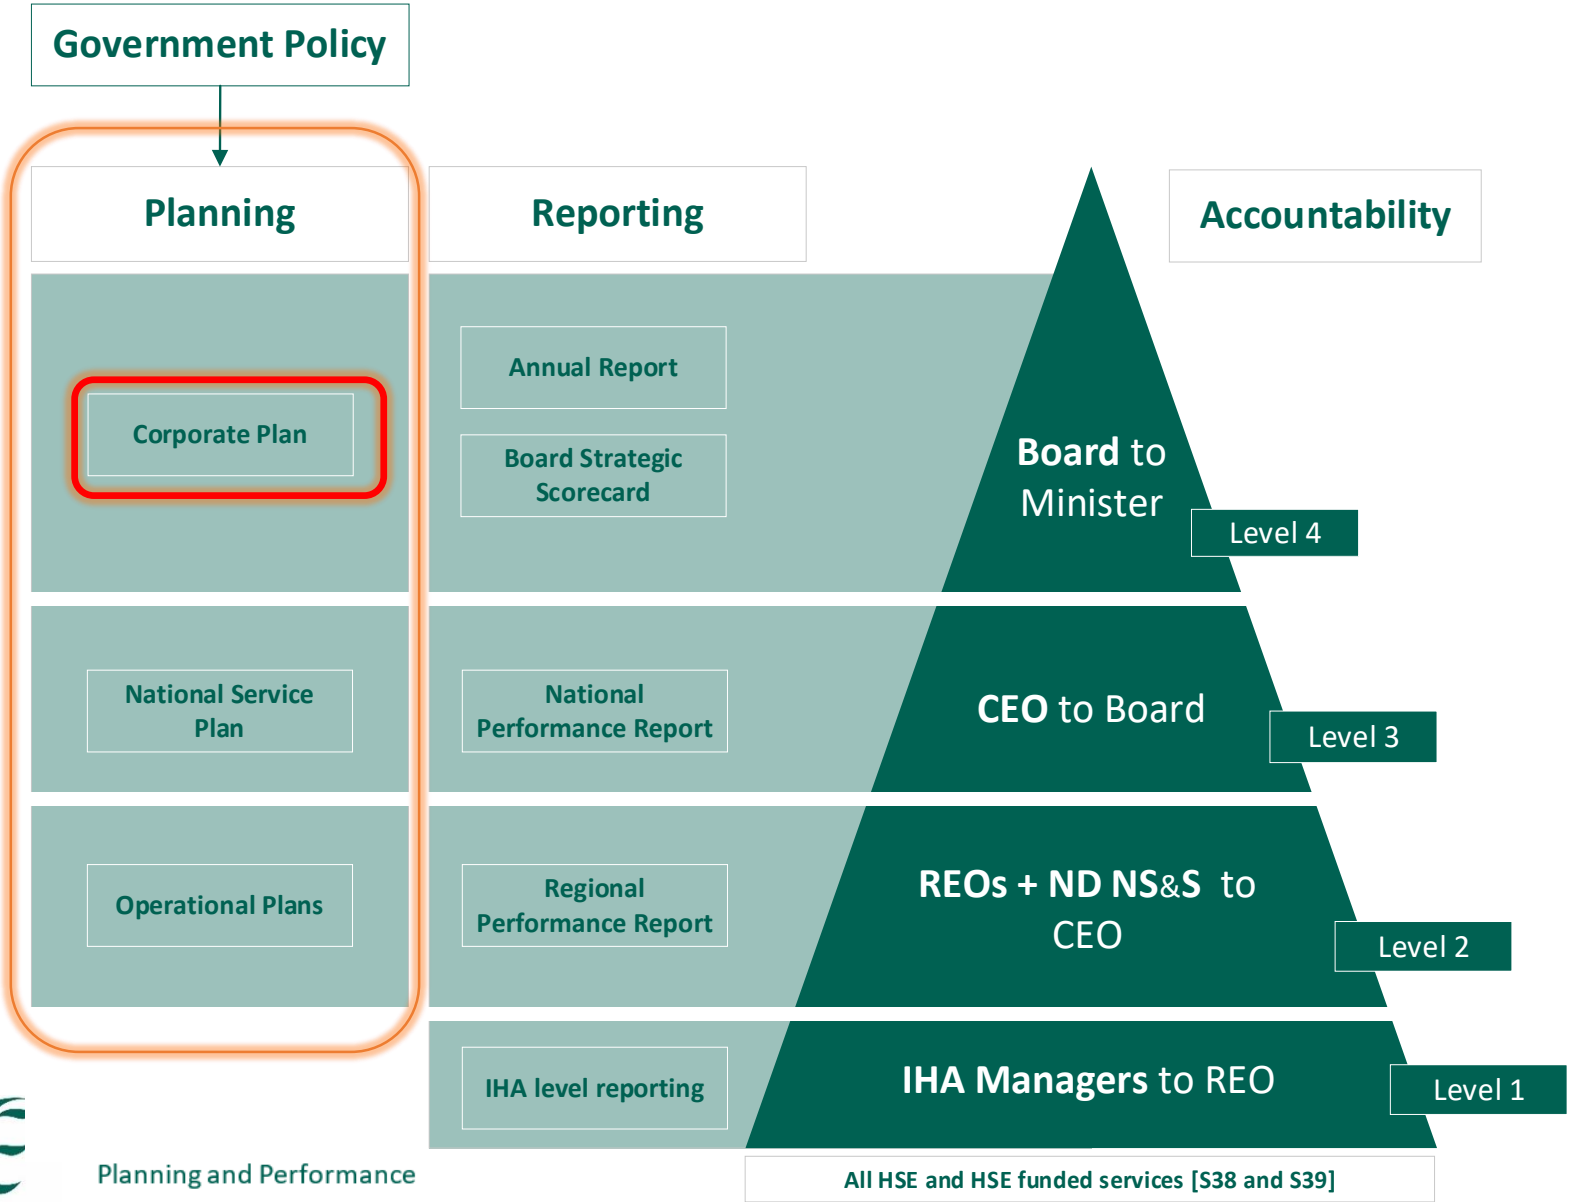 Government Policy
Planning
Reporting
Accountability
Corporate Plan
Annual Report
Board Strategic
Scorecard
Board to
Minister
Level 4
National Service
Plan
National
Performance Report
CEO to Board
Level 3
Operational Plans
Regional
Performance Report
REOs + ND NS&S to
CEO
Level 2
IHA level reporting
IHA Managers to REO
Level 1
Planning and Performance
All HSE and HSE funded services [S38 and S39]